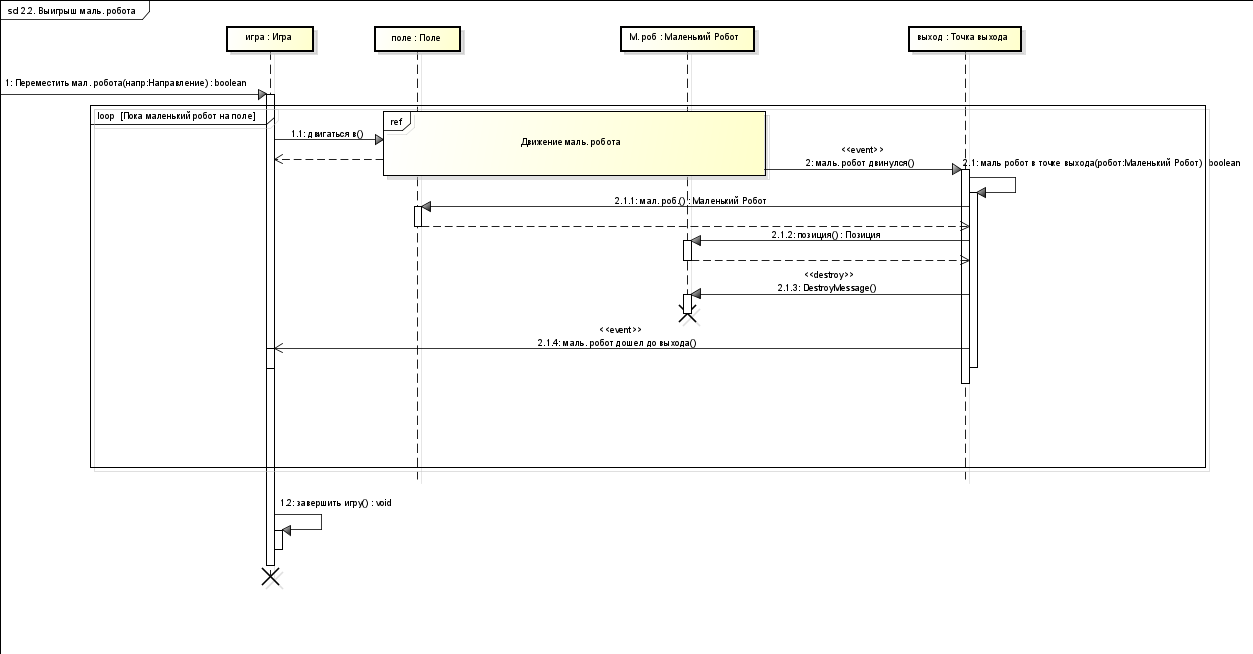 sd 2.2. Выигрыш маль. робота
игра : Игра
поле : Поле
М. роб : Маленький Робот
выход : Точка выхода
1: Переместить мал. робота(напр:Направление) : boolean
loop [Пока маленький робот на поле]
ref
1.1: двигаться в()
Движение маль. робота
<<event>>
2: маль. робот двинулся()
2.1: маль робот в точке выхода(робот:Маленький Робот) : boolean
2.1.1: мал. роб.() : Маленький Робот
2.1.2: позиция() : Позиция
<<destroy>>
2.1.3: DestroyMessage()
<<event>>
2.1.4: маль. робот дошел до выхода()
1.2: завершить игру() : void